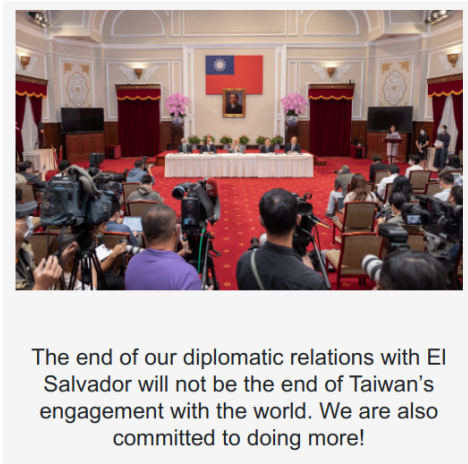 The end of our diplomatic relations with El
Salvador will not be the end of Taiwan's
engagement with the world. We are also
committed to doing more!